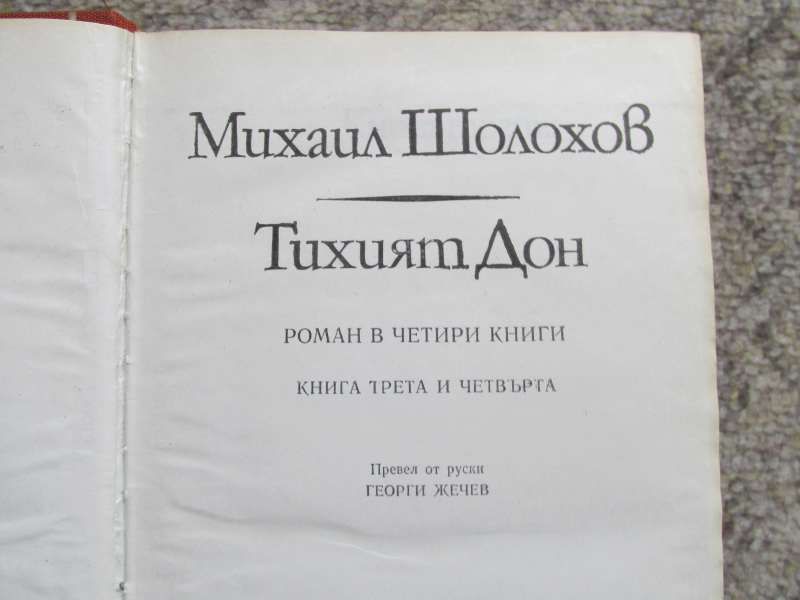 Михаил Шолохов
Тихият Дон
РОМАН В ЧЕТИРИ КНИГИ
КНИГА ТРЕТА И ЧЕТВЪРТА
Превел от руски
ГЕОРГИ ЖЕЧЕВ